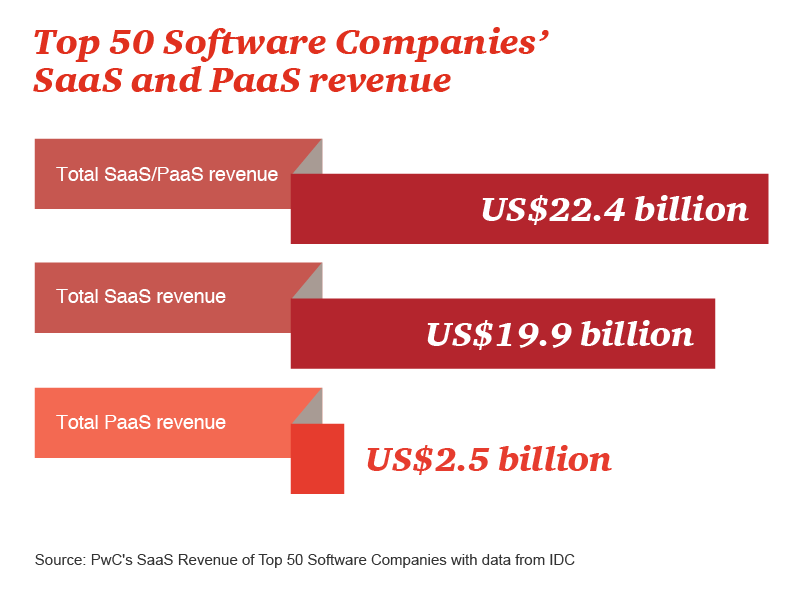 Top 50 Software Companies’
SaaS and PaaS revenue
Total SaaS/PaaS revenue
US$22.4 billion
Total SaaS revenue
US$19.9 billion
Total PaaS revenue
US$2.5 billion
Source: PwC's SaaS Revenue of Top 50 Software Companies with data from IDC